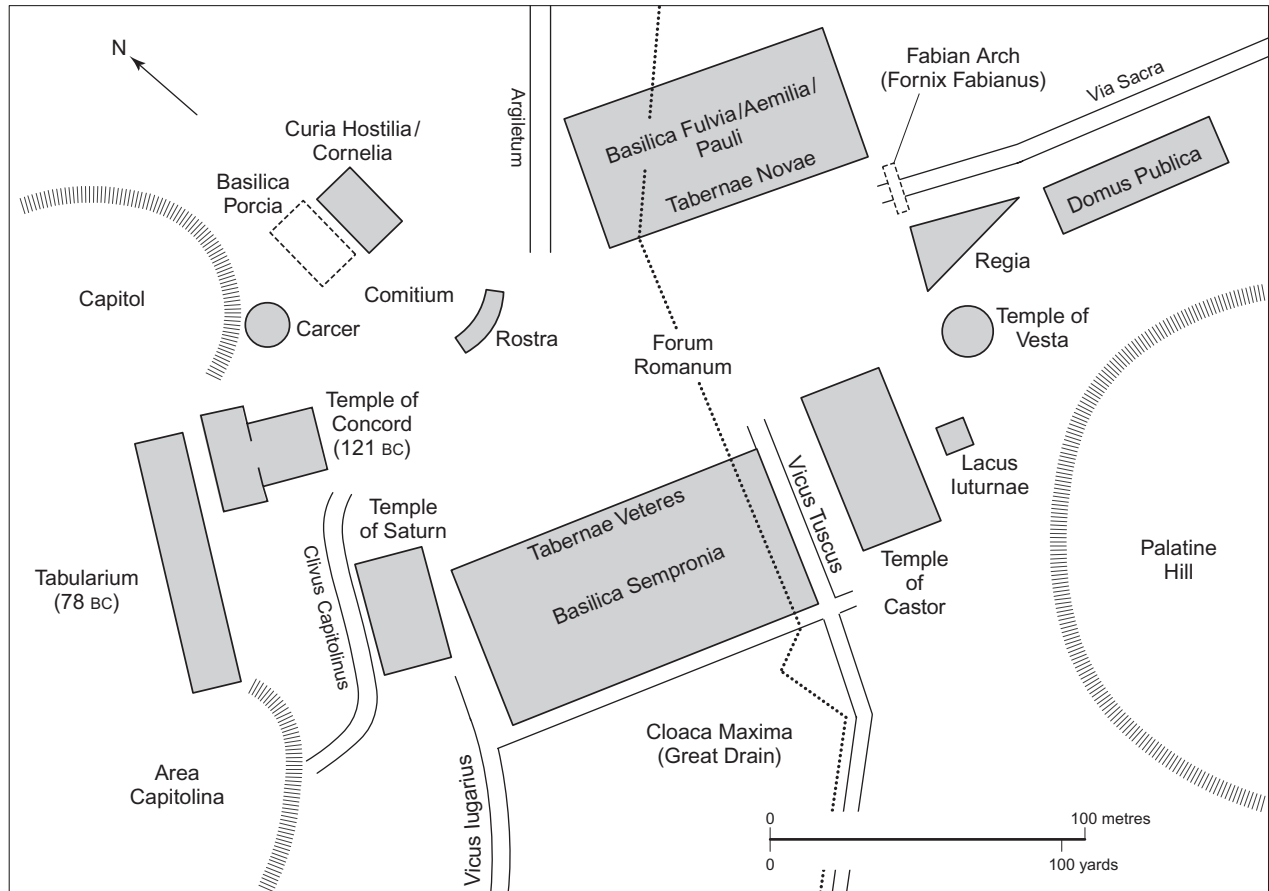 N
Argiletum
Fabian Arch
(Fornix Fabianus)
Via Sacra
Curia Hostilia/
Cornelia
Basilica
Porcia
Basilica Fulvia/Aemilia/
Pauli
Tabernae Novae
Domus Publica
Regia
Capitol
Carcer
Comitium
Rostra
Forum
Romanum
Temple of
Vesta
Temple of
Concord
(121 BC)
Lacus
Iuturnae
Vicus Tuscus
Temple
of Saturn
Tabernae Veteres
Basilica Sempronia
Temple
of
Castor
Palatine
Hill
Tabularium
(78 BC)
Clivus Capitolinus
Cloaca Maxima
(Great Drain)
Area
Capitolina
Vicus Iugarius
0
100 metres
0
100 yards